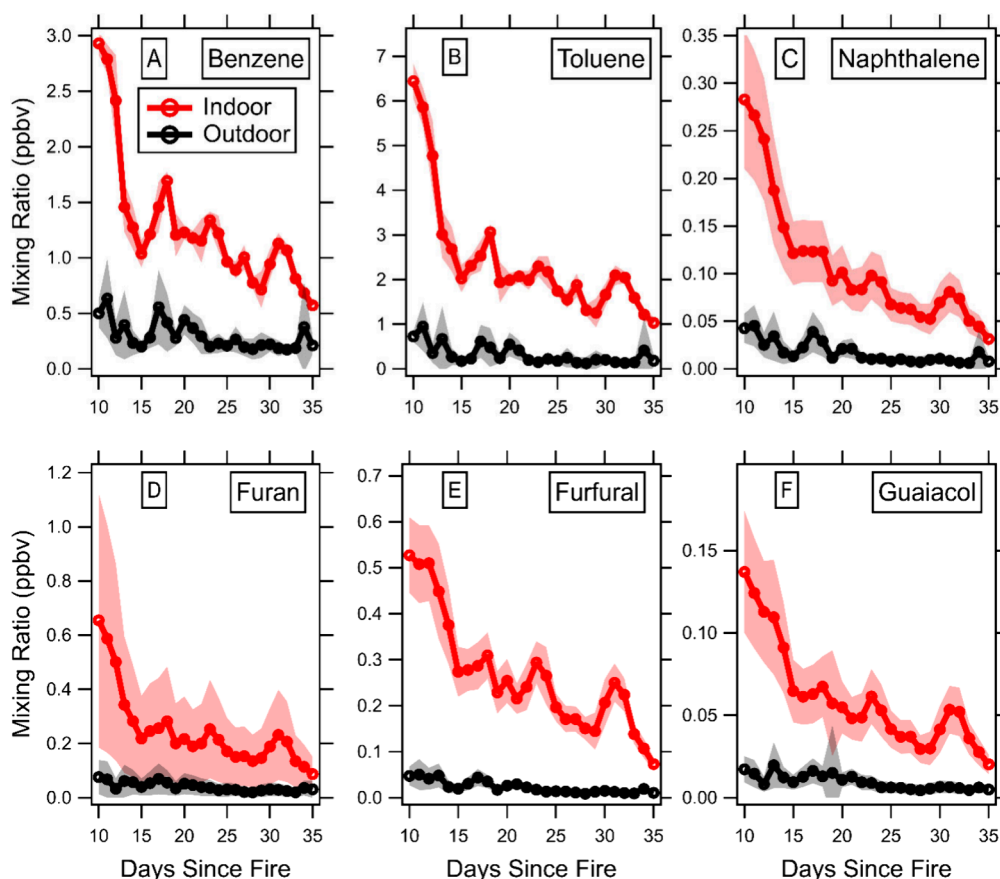 A
Benzene
Indoor
Outdoor
Mixing Ratio (ppbv)
3.0
2.5
2.0
1.5
1.0
0.5
0.0
10 15 20 25 30 35
B
Toluene
7
6
5
4
3
2
1
0
10 15 20 25 30 35
C
Naphthalene
0.35
0.30
0.25
0.20
0.15
0.10
0.05
0.00
10 15 20 25 30 35
D
Furan
Mixing Ratio (ppbv)
1.2
1.0
0.8
0.6
0.4
0.2
0.0
10 15 20 25 30 35
Days Since Fire
E
Furfural
0.7
0.6
0.5
0.4
0.3
0.2
0.1
0.0
10 15 20 25 30 35
Days Since Fire
F
Guaiacol
0.15
0.10
0.05
0.00
10 15 20 25 30 35
Days Since Fire